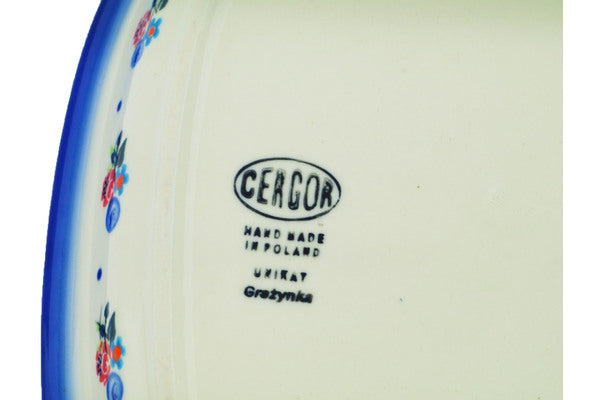 CERGOR
HAND MADE
IN POLAND
UNIKAT
Grażynka